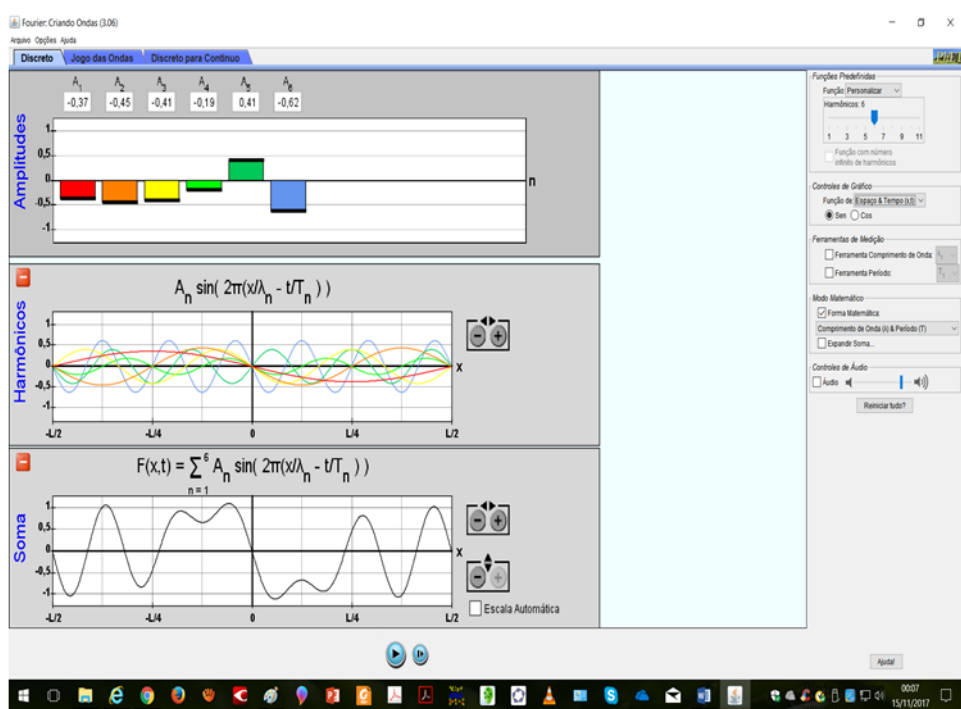 Fourier: Criando Ondas (3.06)
Arquivo Opções Ajuda
Discreto Jogo das Ondas Discreto para Contínuo
A1 A2 A3 A4 A5 A6
-0,37 -0,45 -0,41 -0,19 0,41 -0,62
Amplitudes
1
0,5
0
-0,5
-1
n
Harmônicos
An sin( 2π(x/λn - t/Tn ) )
1
0,5
0
-0,5
-1
x
-L/2 -L/4 0 L/4 L/2
Soma
F(x,t) = ∑ 6 n = 1 An sin( 2π(x/λn - t/Tn ) )
1
0,5
0
-0,5
-1
x
-L/2 -L/4 0 L/4 L/2
Escala Automática
Funções Predefinidas
Função: Personalizar
Harmônicos: 6
1 3 5 7 9 11
Função com número
infinito de harmônicos
Controles de Gráfico
Função de: Espaço & Tempo (x,t)
Sen Cos
Ferramentas de Medição
Ferramenta Comprimento de Onda:
Ferramenta Período:
Modo Matemático
Forma Matemática:
Comprimento de Onda (λ) & Período (T)
Expandir Soma...
Controles de Áudio
Áudio
Reiniciar tudo?
Ajuda!
00:07
15/11/2017